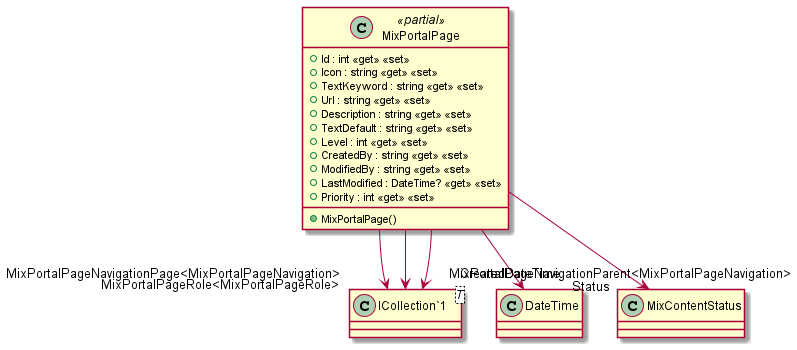 «partial»
C
MixPortalPage
Id : int «get» «set»
Icon : string «get» «set»
TextKeyword : string «get» «set»
Url : string «get» «set»
Description : string «get» «set»
TextDefault : string «get» «set»
Level : int «get» «set»
CreatedBy : string «get» «set»
ModifiedBy : string «get» «set»
LastModified : DateTime? «get» «set»
Priority : int «get» «set»
MixPortalPage()
MixPortalPageNavigationPage<MixPortalPageNavigation>
CreatedDateTime
MixPortalPageNavigationParent<MixPortalPageNavigation>
MixPortalPageRole<MixPortalPageRole>
Status
C ICollection`1
T
C DateTime
C MixContentStatus